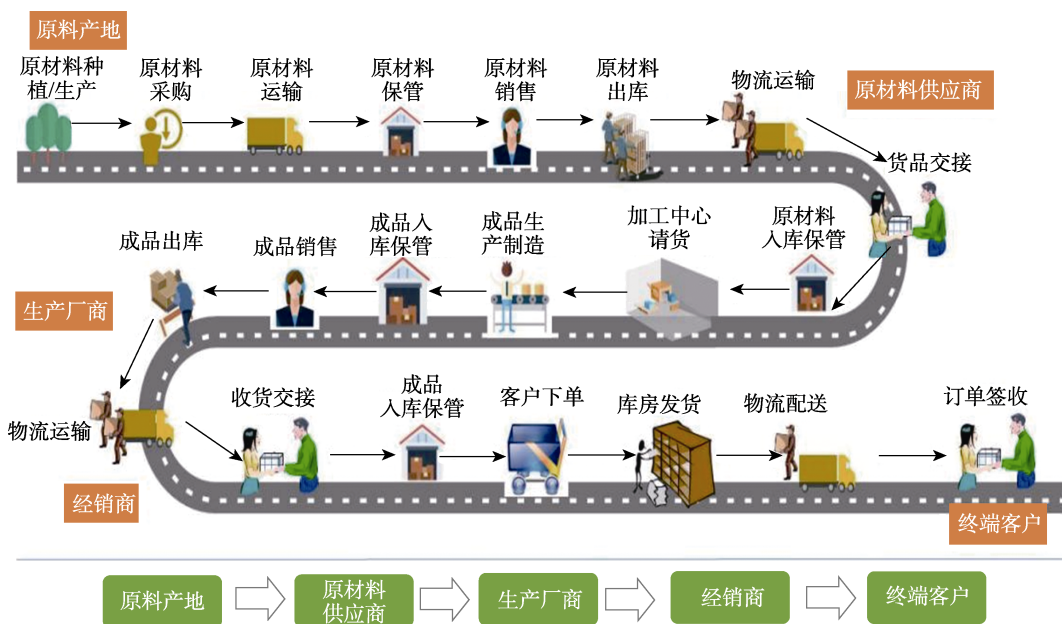 原料产地
原材料种
植/生产
原材料
采购
原材料
运输
原材料
保管
原材料
销售
原材料
出库
物流运输
原材料供应商
货品交接
原材料
入库保管
加工中心
请货
成品生
产制造
成品入
库保管
成品销售
成品出库
生产厂商
物流运输
经销商
收货交接
成品
入库保管
客户下单
库房发货
物流配送
订单签收
终端客户
原料产地
原材料
供应商
生产厂商
经销商
终端客户